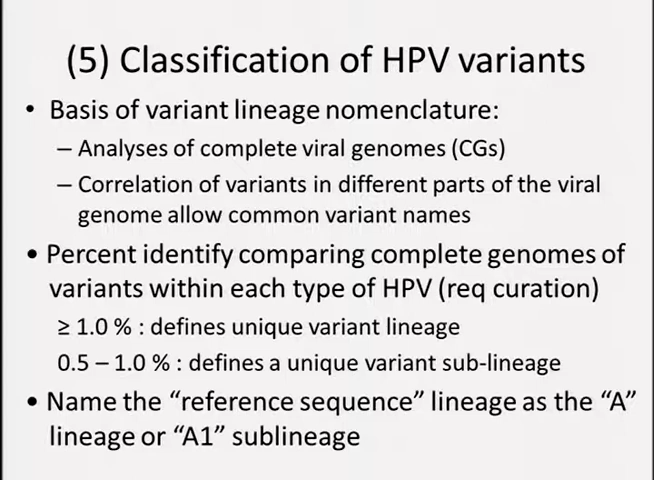 (5) Classification of HPV variants
• Basis of variant lineage nomenclature:
– Analyses of complete viral genomes (CGs)
– Correlation of variants in different parts of the viral
genome allow common variant names
• Percent identify comparing complete genomes of
variants within each type of HPV (req curation)
≥ 1.0 % : defines unique variant lineage
0.5 – 1.0 % : defines a unique variant sub-lineage
• Name the “reference sequence” lineage as the “A”
lineage or “A1” sublineage